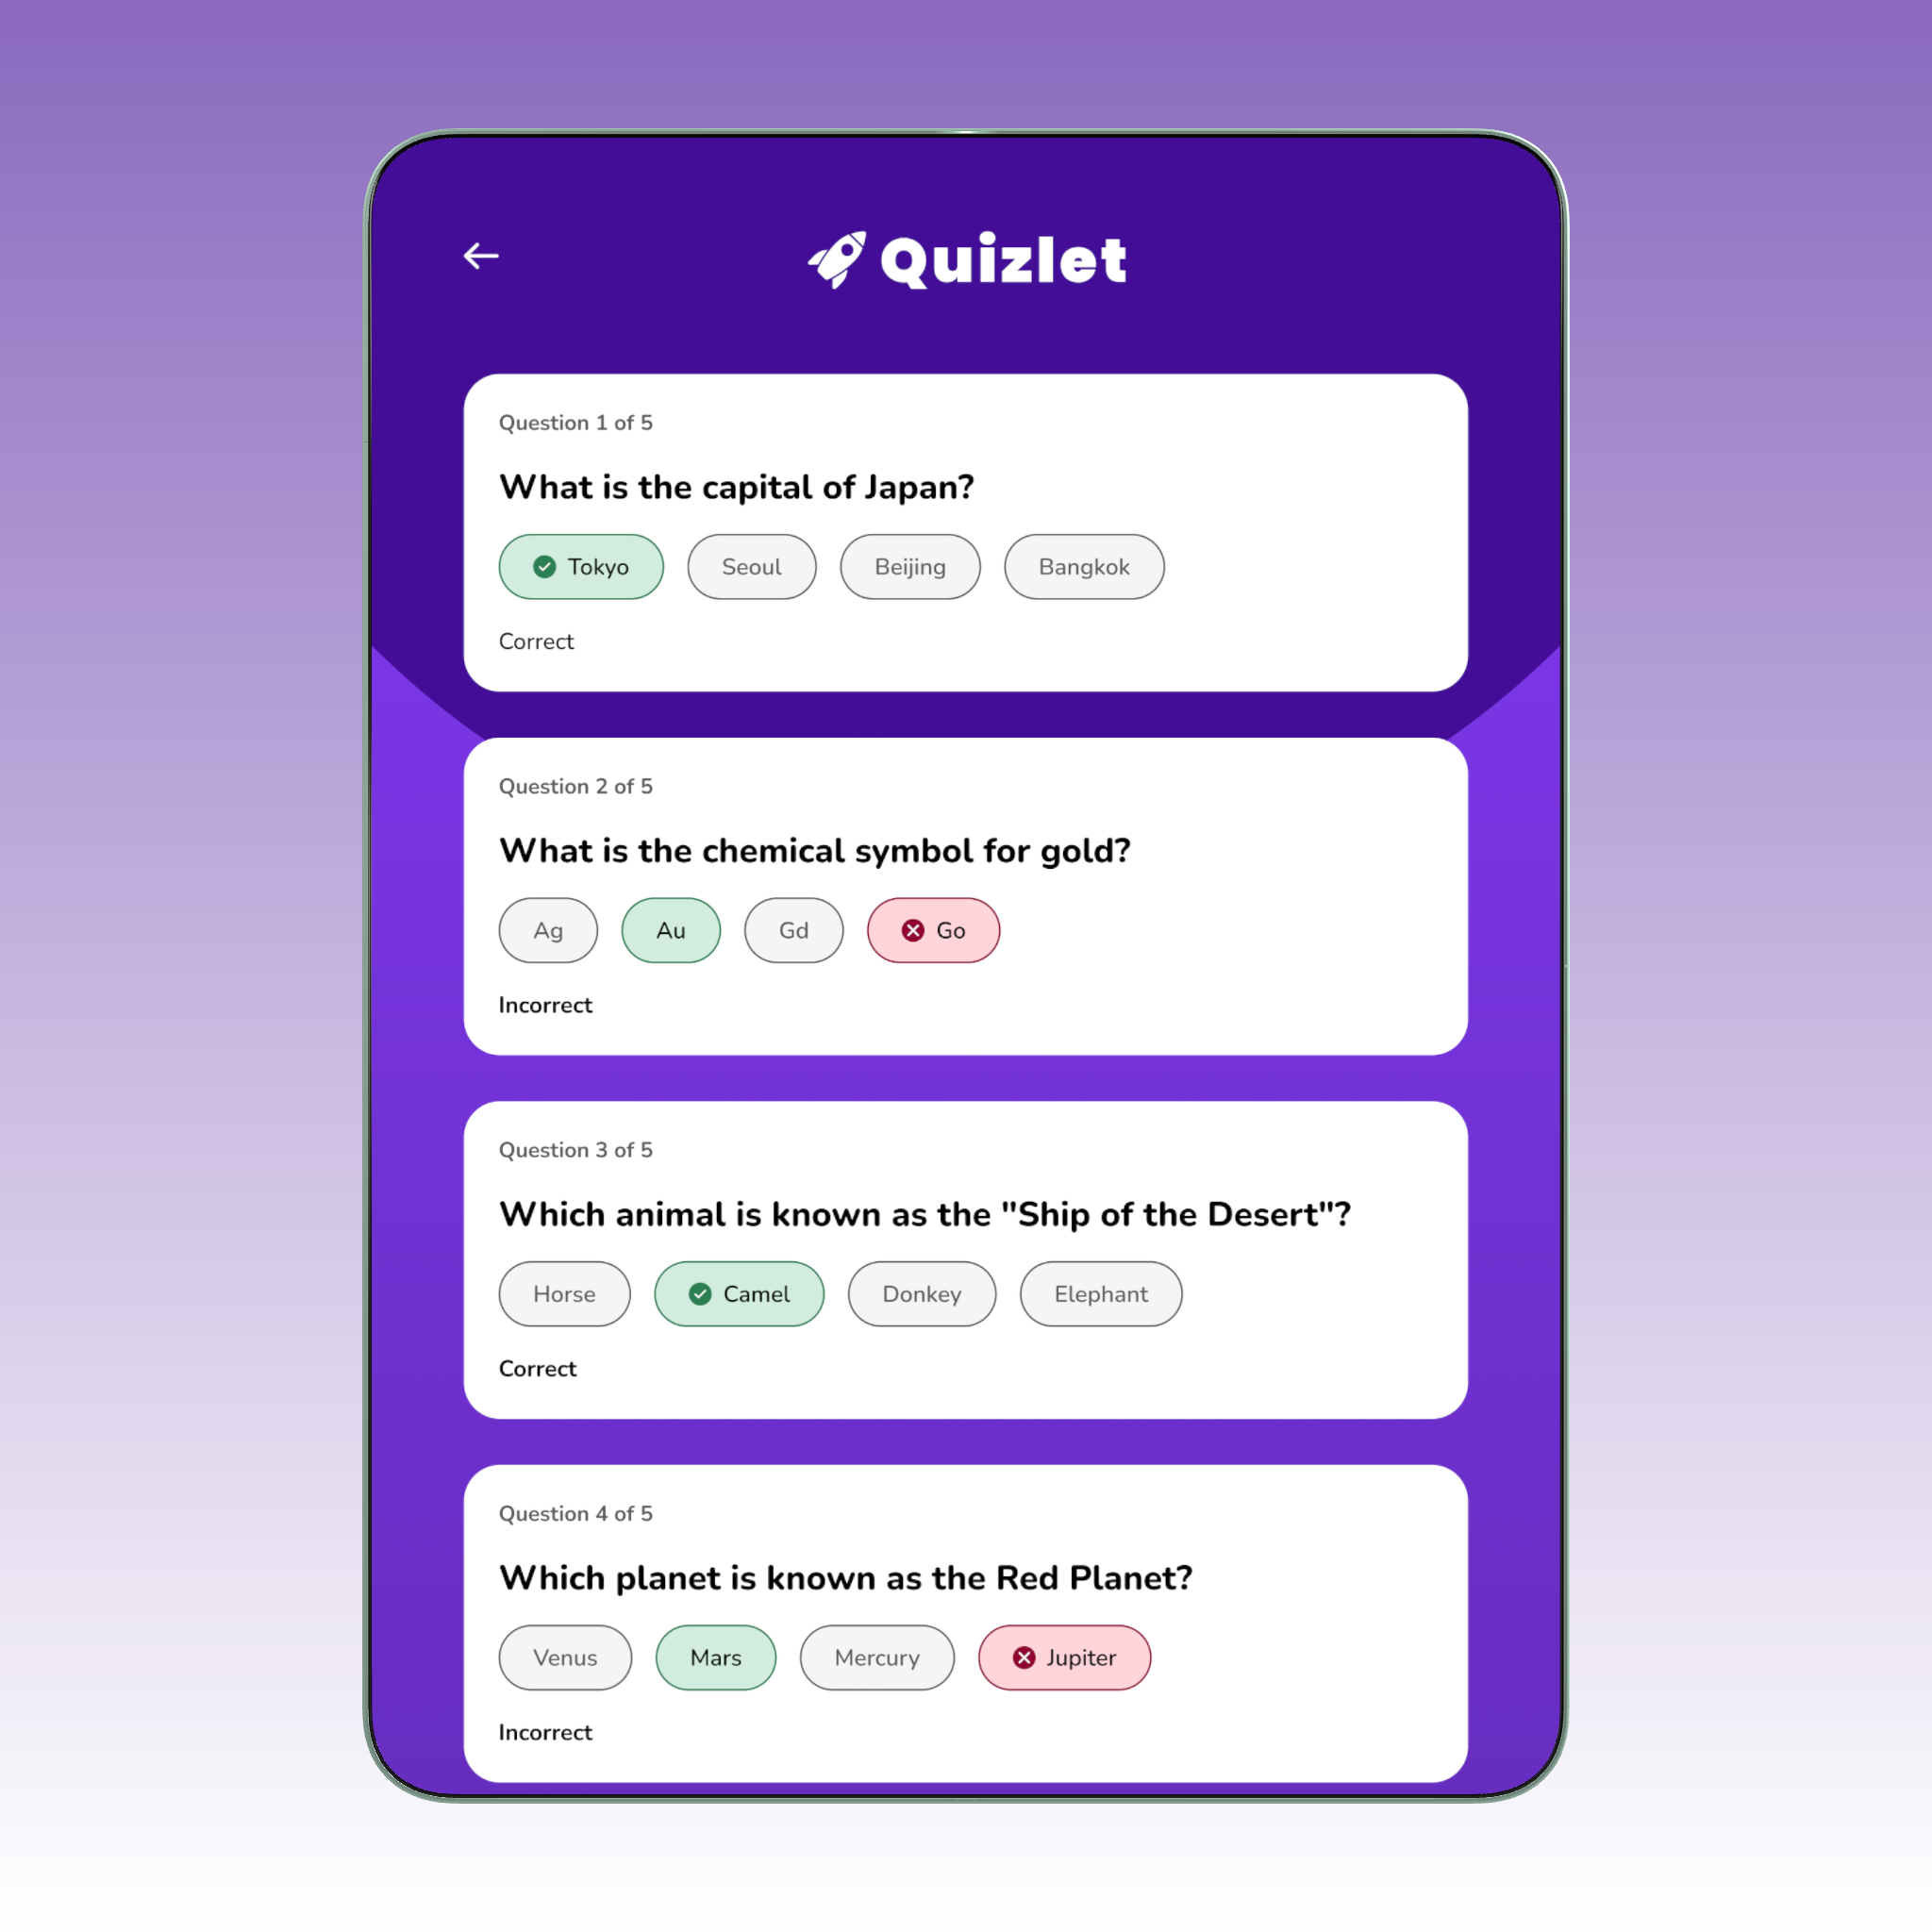 Quizlet
Question 1 of 5
What is the capital of Japan?
Tokyo Seoul Beijing Bangkok
Correct
Question 2 of 5
What is the chemical symbol for gold?
Ag Au Gd Go
Incorrect
Question 3 of 5
Which animal is known as the "Ship of the Desert"?
Horse Camel Donkey Elephant
Correct
Question 4 of 5
Which planet is known as the Red Planet?
Venus Mars Mercury Jupiter
Incorrect